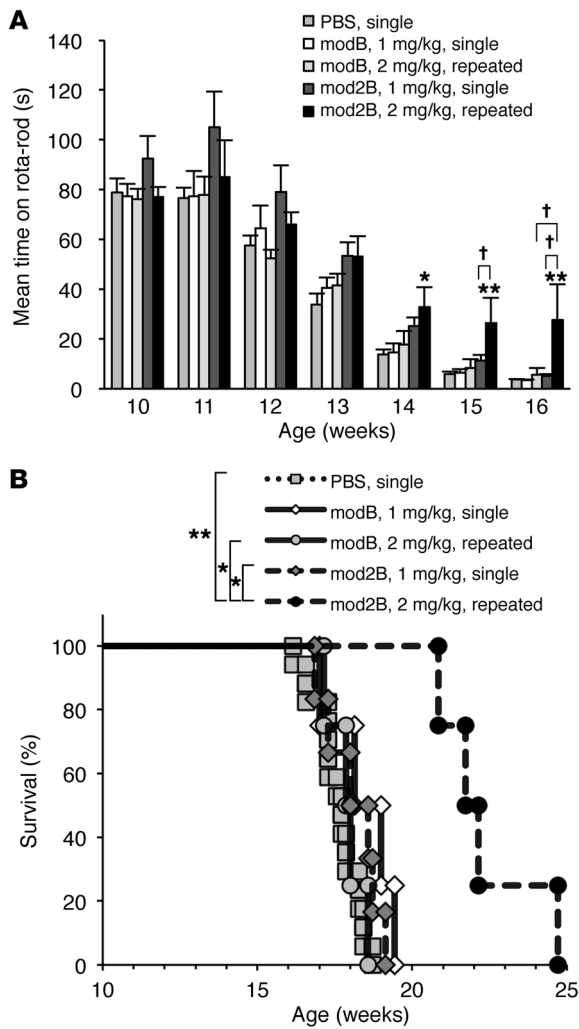 A
PBS, single
modB, 1 mg/kg, single
modB, 2 mg/kg, repeated
mod2B, 1 mg/kg, single
mod2B, 2 mg/kg, repeated
Mean time on rota-rod (s)
140
120
100
80
60
40
20
0
†
†
†
*
**
**
10 11 12 13 14 15 16
Age (weeks)
B
PBS, single
modB, 1 mg/kg, single
modB, 2 mg/kg, repeated
mod2B, 1 mg/kg, single
mod2B, 2 mg/kg, repeated
**
*
*
Survival (%)
100
80
60
40
20
0
10 15 20 25
Age (weeks)